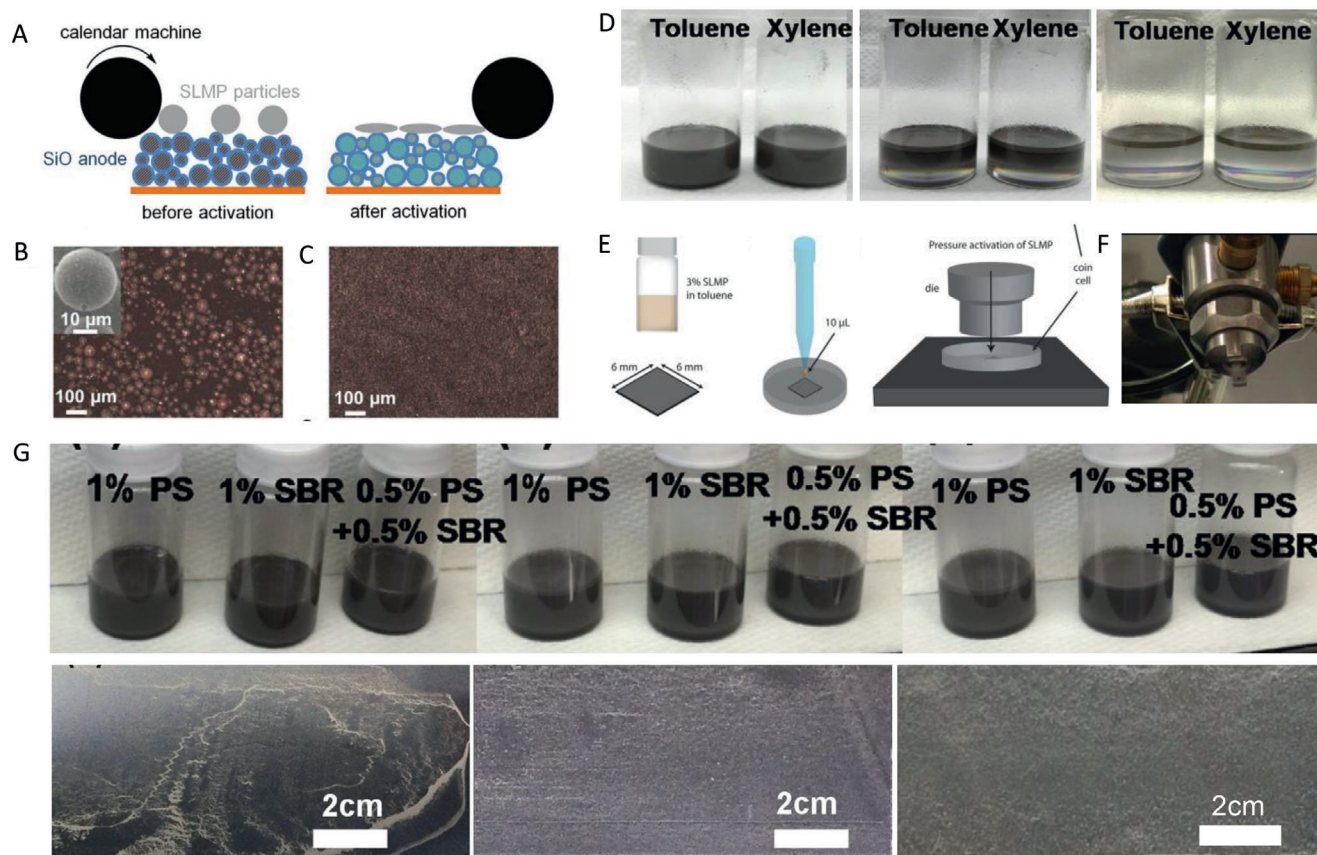 A
calendar machine
SLMP particles
SiO anode
before activation
after activation
B
10 µm
100 µm
C
100 µm
D
Toluene Xylene
Toluene Xylene
Toluene Xylene
E
3% SLMP
in toluene
6 mm
6 mm
10 µL
Pressure activation of SLMP
die
coin
cell
F
G
1% PS
1% SBR
0.5% PS
+0.5% SBR
1% PS
1% SBR
0.5% PS
+0.5% SBR
1% PS
1% SBR
0.5% PS
+0.5% SBR
2cm
2cm
2cm